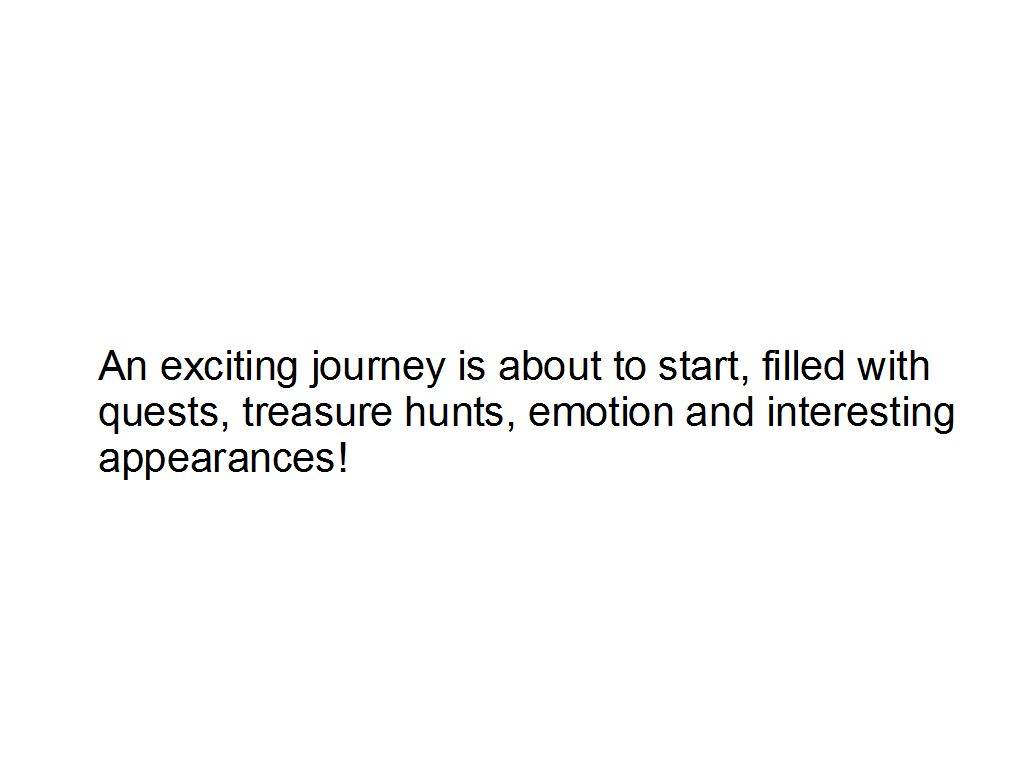 An exciting journey is about to start, filled with
quests, treasure hunts, emotion and interesting
appearances!